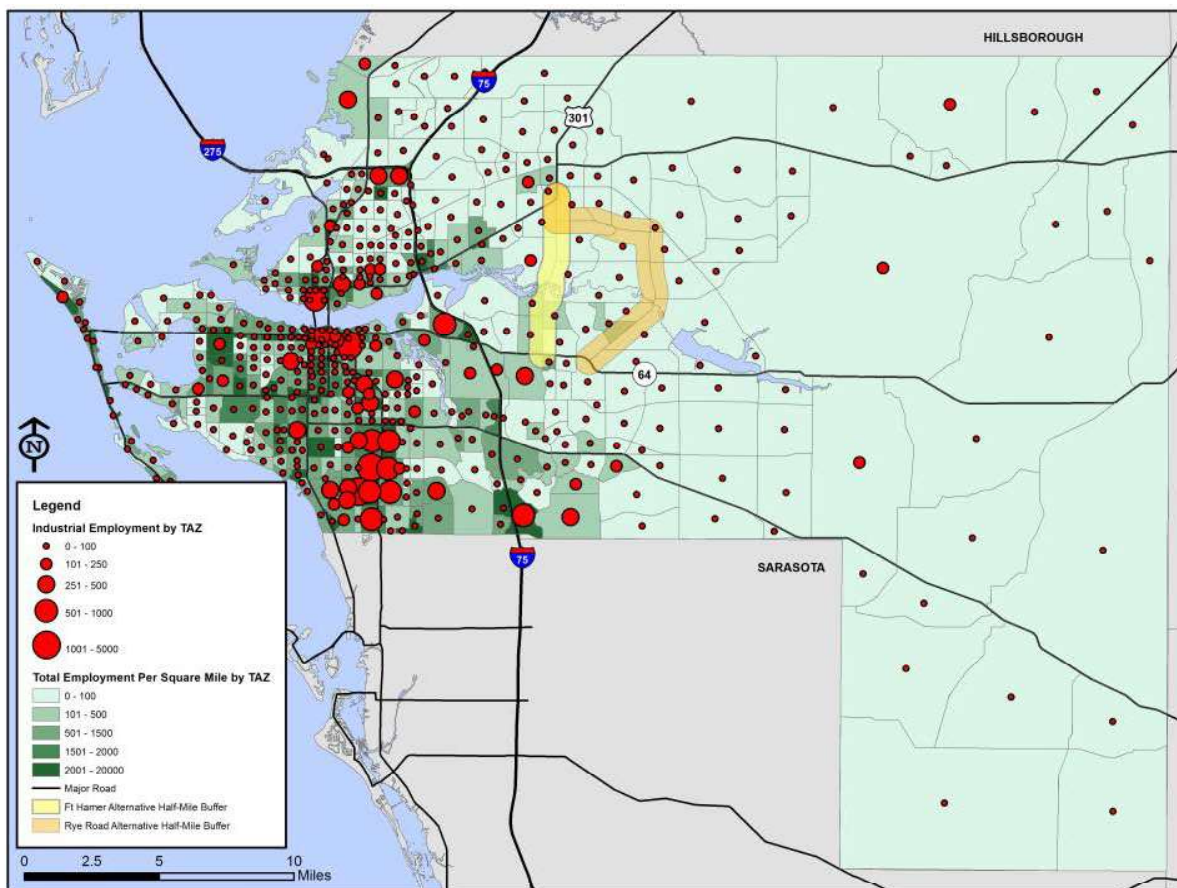 HILLSBOROUGH
75
301
275
64
N
75
SARASOTA
Legend
Industrial Employment by TAZ
0 - 100
101 - 250
251 - 500
501 - 1000
1001 - 5000
Total Employment Per Square Mile by TAZ
0 - 100
101 - 500
501 - 1500
1501 - 2000
2001 - 20000
Major Road
Ft Hamer Alternative Half-Mile Buffer
Rye Road Alternative Half-Mile Buffer
0 2.5 5 10
Miles